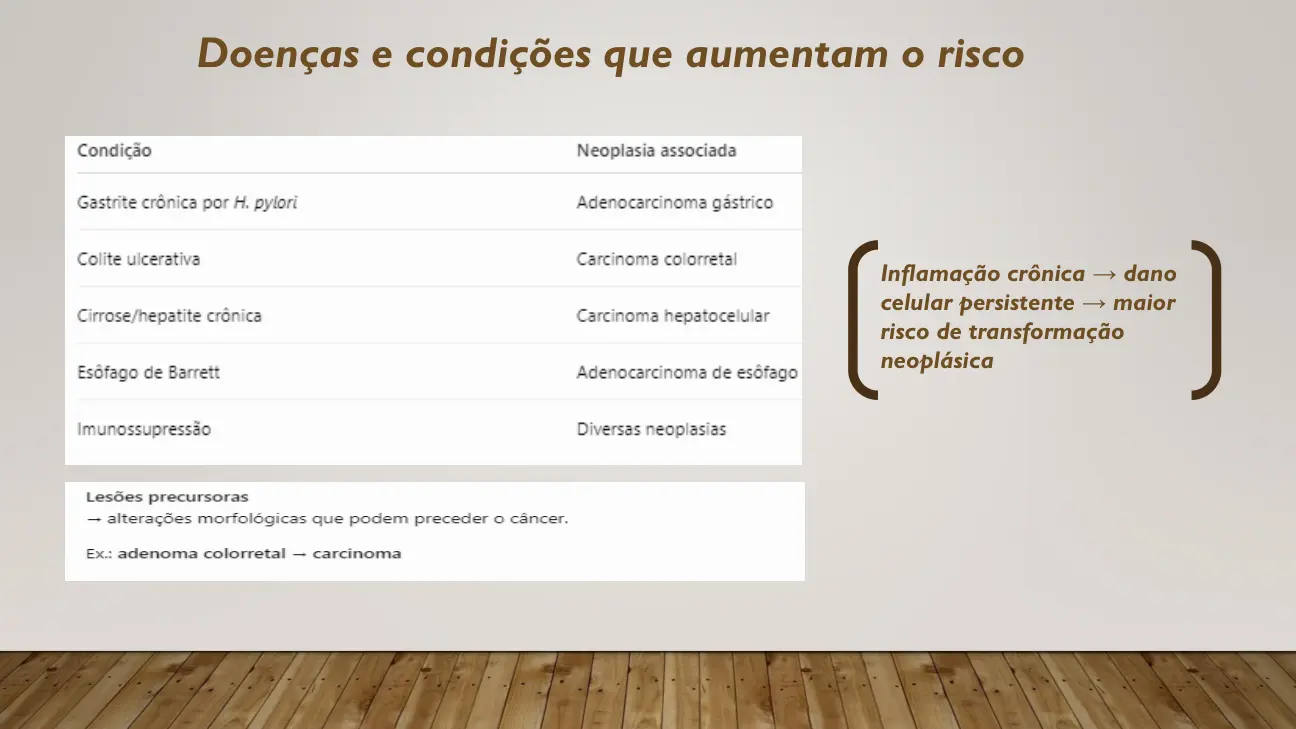 Doenças e condições que aumentam o risco
Condição Neoplasia associada
Gastrite crônica por H. pylori Adenocarcinoma gástrico
Colite ulcerativa Carcinoma colorretal
Cirrose/hepatite crônica Carcinoma hepatocelular
Esôfago de Barrett Adenocarcinoma de esôfago
Imunossupressão Diversas neoplasias
Lesões precursoras
→ alterações morfológicas que podem preceder o câncer.
Ex.: adenoma colorretal → carcinoma
Inflamação crônica → dano
celular persistente → maior
risco de transformação
neoplásica